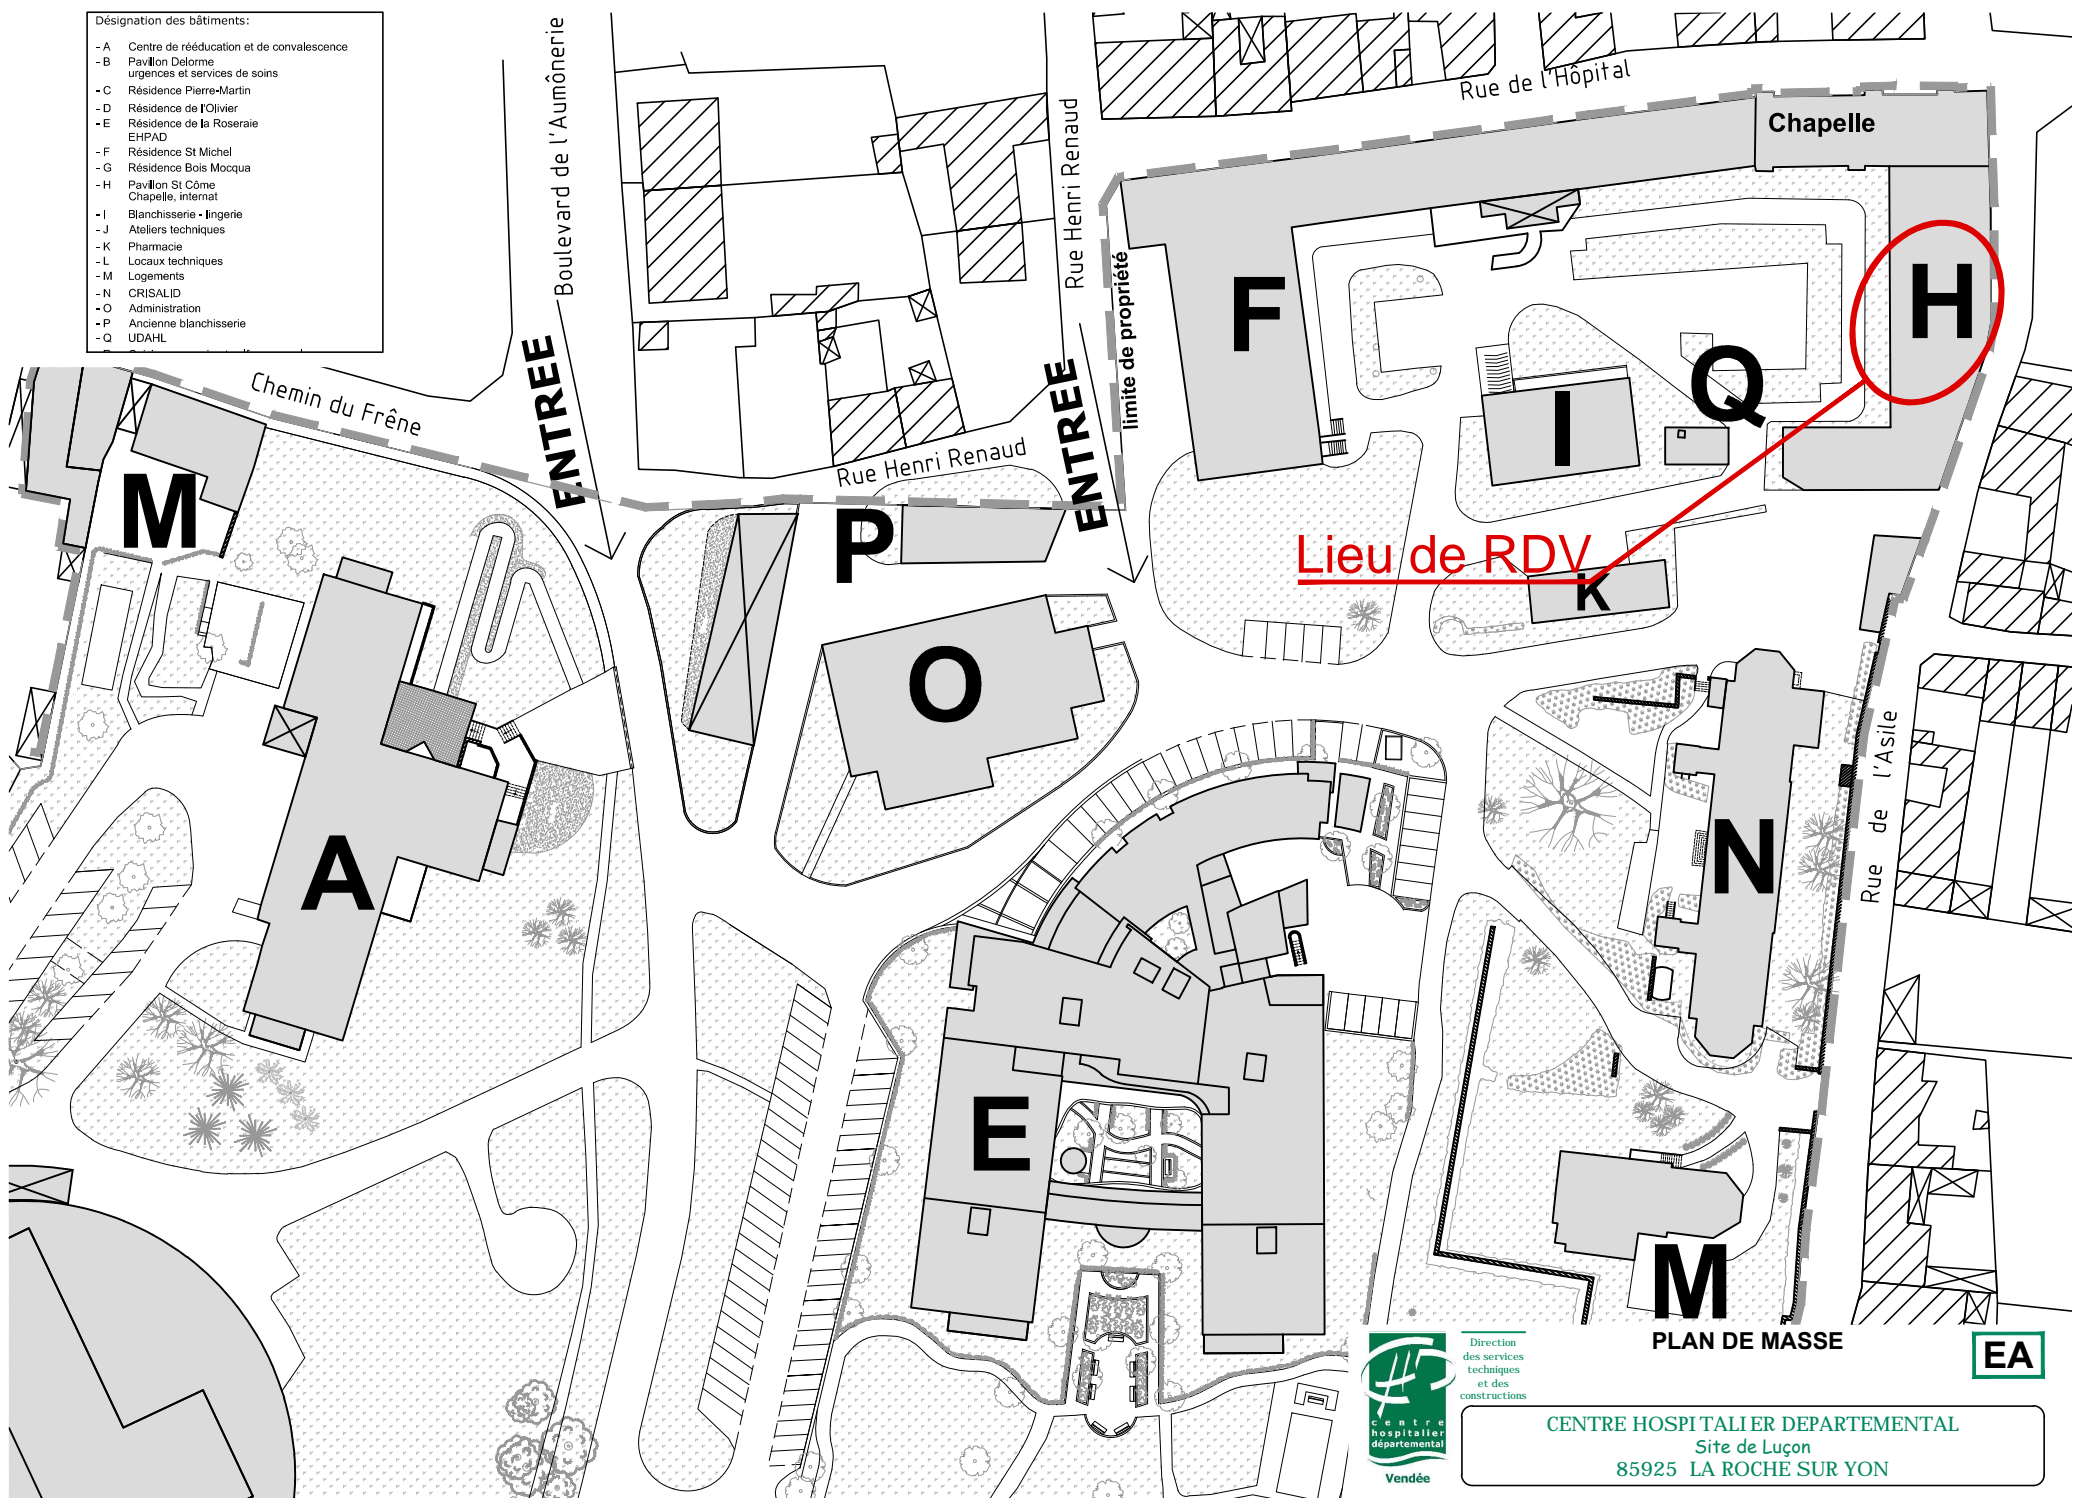 Désignation des bâtiments:
- A Centre de rééducation et de convalescence
- B Pavillon Delorme
urgences et services de soins
- C Résidence Pierre-Martin
- D Résidence de l'Olivier
- E Résidence de la Roseraie
EHPAD
- F Résidence St Michel
- G Résidence Bois Mocqua
- H Pavillon St Côme
Chapelle, internat
- I Blanchisserie - lingerie
- J Ateliers techniques
- K Pharmacie
- L Locaux techniques
- M Logements
- N CRISALID
- O Administration
- P Ancienne blanchisserie
- Q UDAHL
Boulevard de l'Aumônerie
Rue Henri Renaud
Rue de l'Hôpital
Chapelle
limite de propriété
F
H
Q
I
Chemin du Frêne
ENTREE
Rue Henri Renaud
ENTREE
M
P
Lieu de RDV
K
O
A
N
Rue de l'Asile
E
M
PLAN DE MASSE
EA
Direction
des services
techniques
et des
constructions
centre
hospitalier
départemental
Vendée
CENTRE HOSPITALIER DEPARTEMENTAL
Site de Luçon
85925 LA ROCHE SUR YON